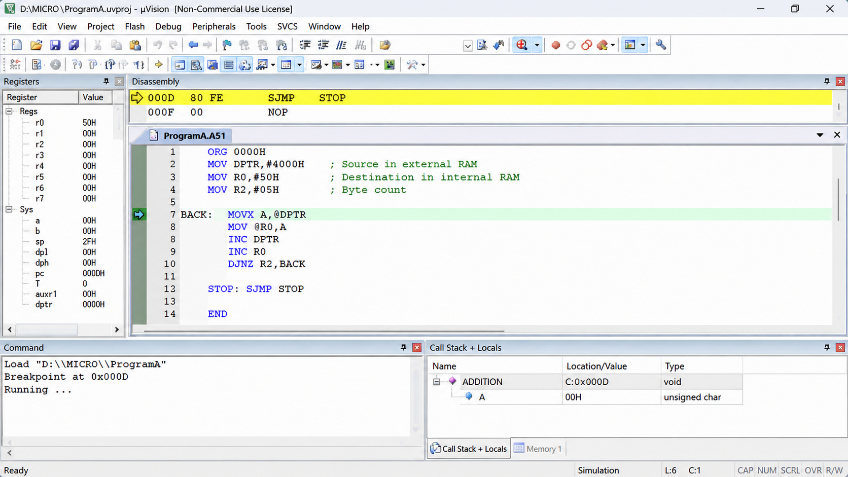 D:\MICRO\ProgramA.uvproj - µVision [Non-Commercial Use License]
File Edit View Project Flash Debug Peripherals Tools SVCS Window Help
Registers
Register Value
Regs
r0 50H
r1 00H
r2 00H
r3 00H
r4 00H
r5 00H
r6 00H
r7 00H
Sys
a 00H
b 00H
sp 2FH
dpl 00H
dph 00H
pc 000DH
T 0
auxr1 00H
dptr 0000H
Disassembly
000D 80 FE SJMP STOP
000F 00 NOP
ProgramA.A51
1 ORG 0000H
2 MOV DPTR,#4000H ; Source in external RAM
3 MOV R0,#50H ; Destination in internal RAM
4 MOV R2,#05H ; Byte count
5
7 BACK: MOVX A,@DPTR
8 MOV @R0,A
8 INC DPTR
9 INC R0
10 DJNZ R2,BACK
11
12 STOP: SJMP STOP
13
14 END
Command
Load "D:\\MICRO\\ProgramA"
Breakpoint at 0x000D
Running ...
Call Stack + Locals
Name Location/Value Type
ADDITION C:0x000D void
A 00H unsigned char
Call Stack + Locals Memory 1
Ready Simulation L:6 C:1 CAP NUM SCRL OVR R/W